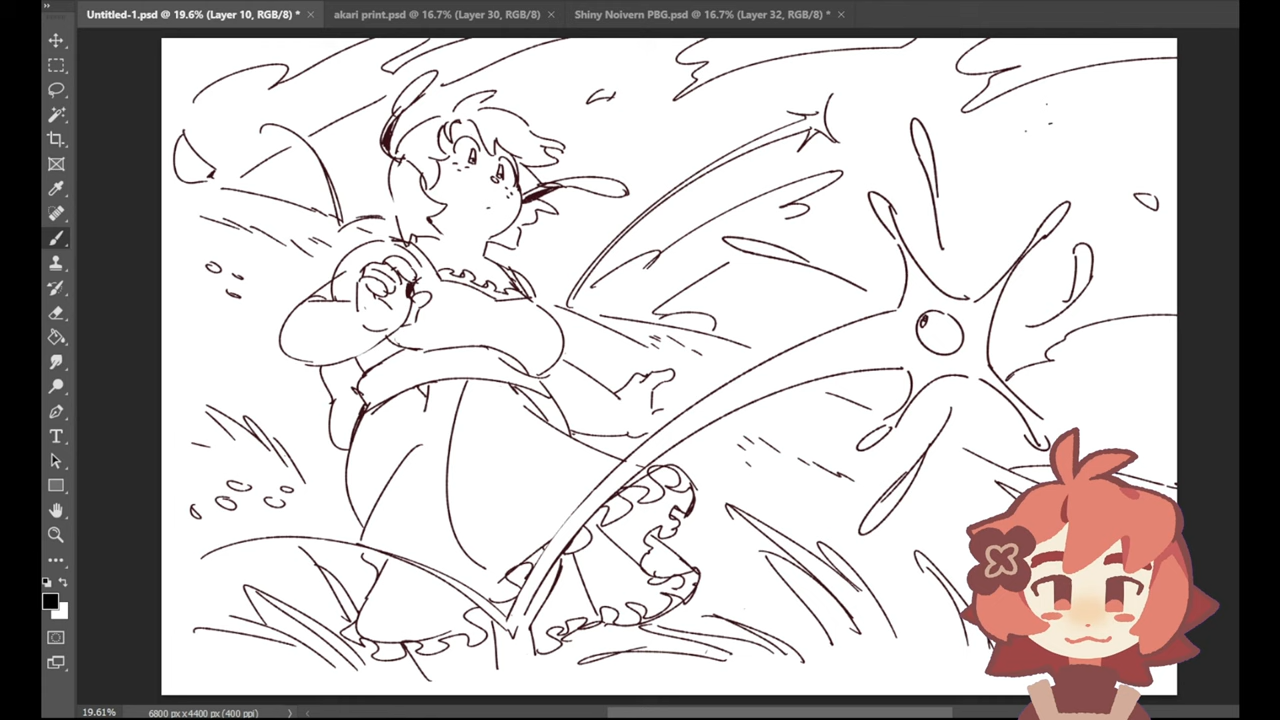 Untitled-1.psd @ 19.6% (Layer 10, RGB/8) * ×
akari print.psd @ 16.7% (Layer 30, RGB/8) ×
Shiny Noivern PBG.psd @ 16.7% (Layer 32, RGB/8) * ×
19.61%
6800 px x 4400 px (400 ppi)